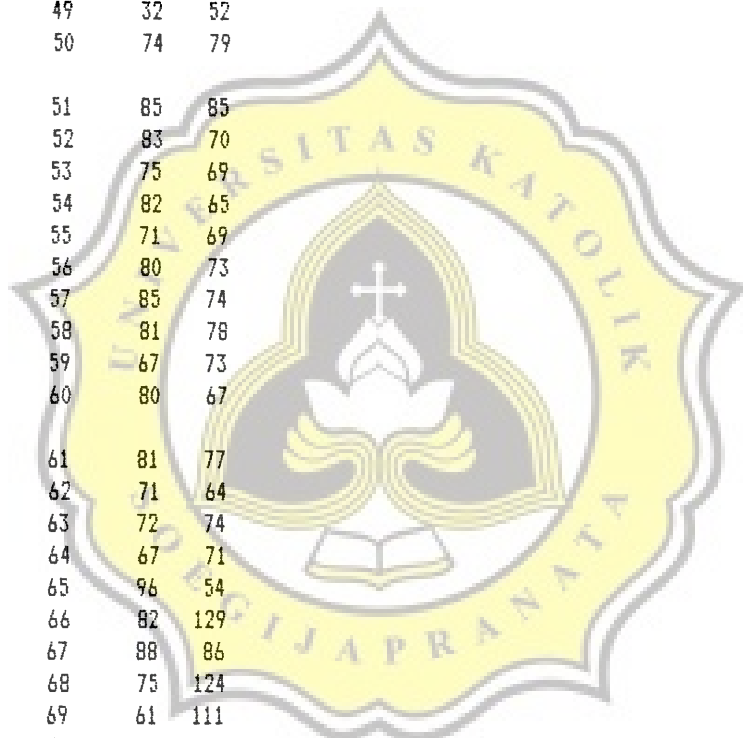 49 32 52
50 74 79
51 85 85
52 83 70
53 75 69
54 82 65
55 71 69
56 80 73
57 85 74
58 81 78
59 67 73
60 80 67
61 81 77
62 71 64
63 72 74
64 67 71
65 96 54
66 82 129
67 88 86
68 75 124
69 61 111
UNIVERSITAS KATOLIK
SOEGIJAPRANATA